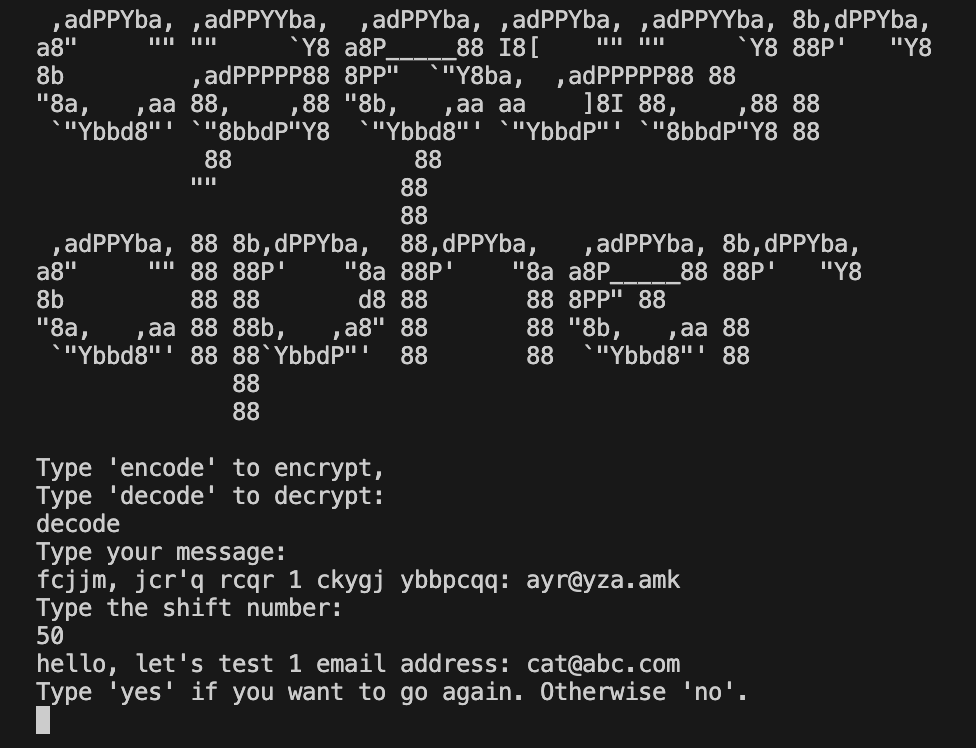 ,adPPYba, ,adPPYYba,  ,adPPYba, ,adPPYba, ,adPPYYba, 8b,dPPYba,
a8"     "" ""     `Y8 a8P_____88 I8[    "" ""     `Y8 88P'   "Y8
8b         ,adPPPPP88 8PP"  `"Y8ba,  ,adPPPPP88 88
"8a,   ,aa 88,    ,88 "8b,   ,aa aa    ]8I 88,    ,88 88
 `"Ybbd8"' `"8bbdP"Y8  `"Ybbd8"' `"YbbdP"' `"8bbdP"Y8 88
            88             88
           ""             88
                          88
 ,adPPYba, 88 8b,dPPYba,  88,dPPYba,   ,adPPYba, 8b,dPPYba,
a8"     "" 88 88P'    "8a 88P'    "8a a8P_____88 88P'   "Y8
8b         88 88       d8 88       88 8PP" 88
"8a,   ,aa 88 88b,   ,a8" 88       88 "8b,   ,aa 88
 `"Ybbd8"' 88 88`YbbdP"'  88       88  `"Ybbd8"' 88
              88
              88
Type 'encode' to encrypt,
Type 'decode' to decrypt:
decode
Type your message:
fcjjm, jcr'q rcqr 1 ckygj ybbpcqq: ayr@yza.amk
Type the shift number:
50
hello, let's test 1 email address: cat@abc.com
Type 'yes' if you want to go again. Otherwise 'no'.